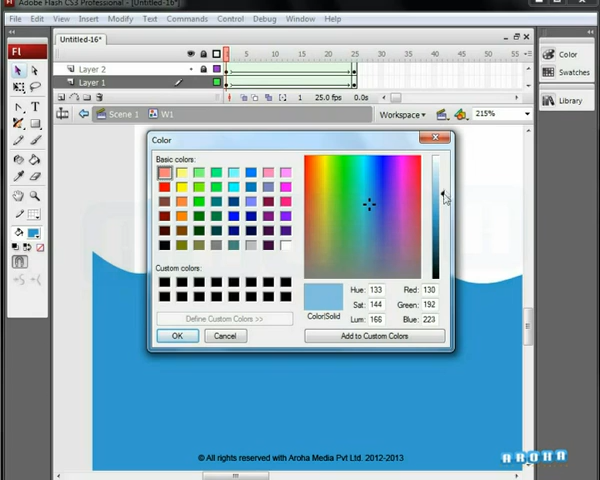 Adobe Flash CS3 Professional - [Untitled-16*]
File Edit View Insert Modify Text Commands Control Debug Window Help
Fl
Untitled-16*
Color
5 10 15 20 25 30 35 40 45 50 55
Layer 2
Swatches
Layer 1
1 25.0 fps 0.0s
Library
Scene 1 W1 Workspace 215%
Color
Basic colors:
Custom colors:
Hue: 133 Red: 130
Sat: 144 Green: 192
Color|Solid Lum: 166 Blue: 223
Define Custom Colors >>
OK Cancel Add to Custom Colors
© All rights reserved with Aroha Media Pvt Ltd. 2012-2013
AROHA